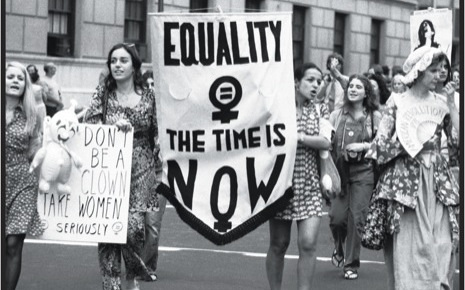 EQUALITY
THE TIME IS
NOW
DON'T
BE A
CLOWN
TAKE WOMEN
SERIOUSLY